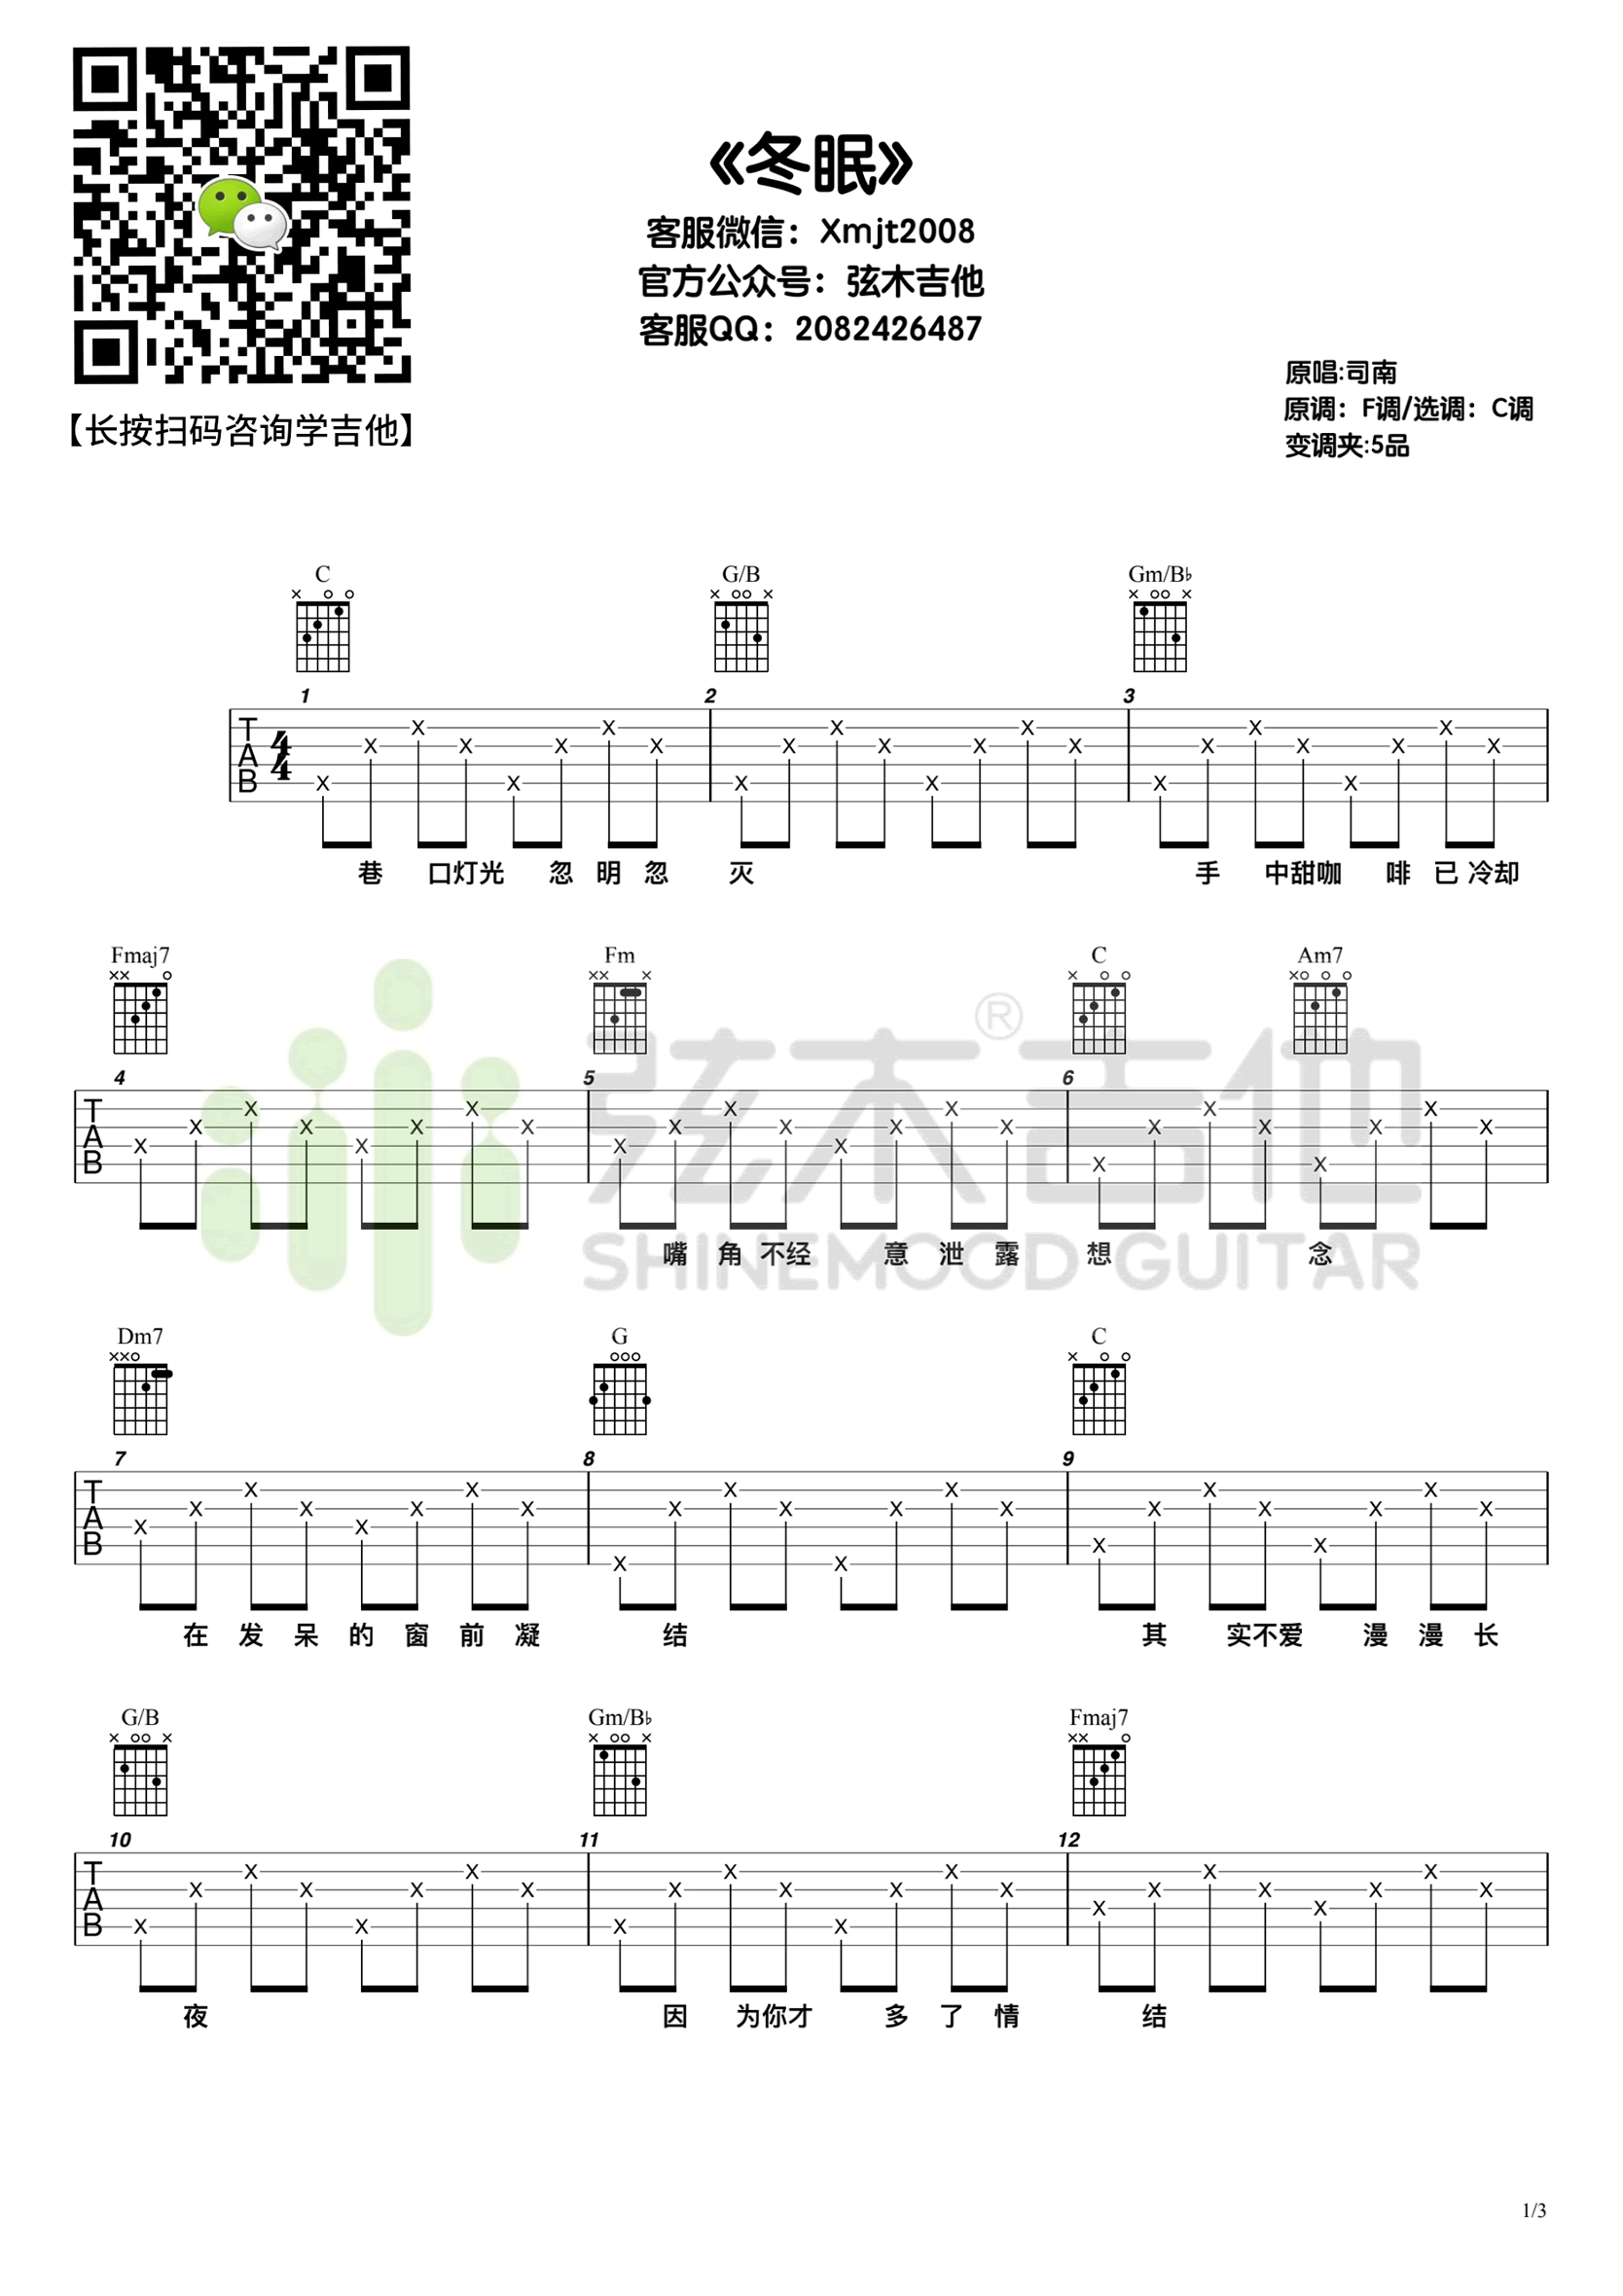 《冬眠》
客服微信：Xmjt2008
官方公众号：弦木吉他
客服QQ：2082426487
【长按扫码咨询学吉他】
原唱:司南
原调：F调/选调：C调
变调夹:5品
C G/B Gm/B♭
1 2 3
TAB 4/4
巷 口灯光 忽 明 忽 灭 手 中甜咖 啡 已 冷却
Fmaj7 Fm C Am7
4 5 6
TAB
弦木吉他®
嘴 角 不经 意 泄 露 想 念
SHINEMOOD GUITAR
Dm7 G C
7 8 9
TAB
在 发 呆 的 窗 前 凝 结 其 实不爱 漫 漫 长
G/B Gm/B♭ Fmaj7
10 11 12
TAB
夜 因 为你才 多 了 情 结
1/3